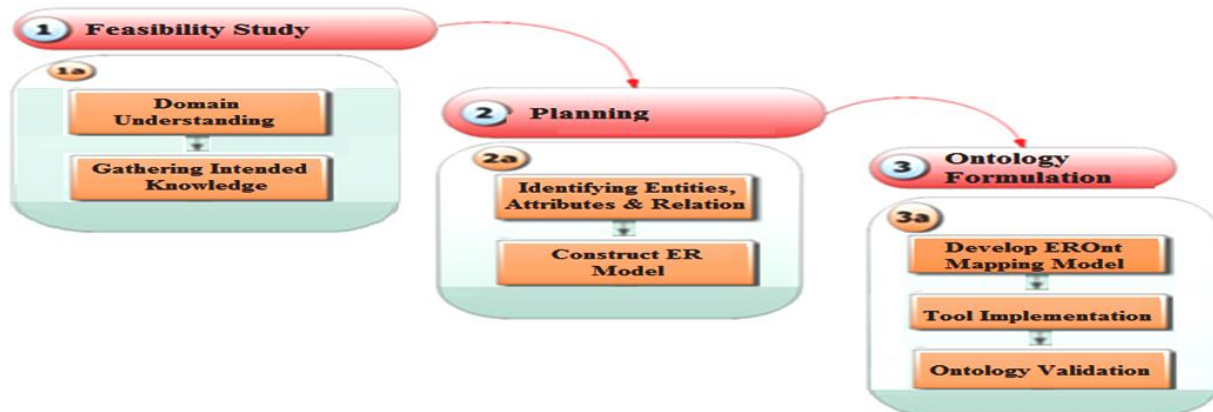 1 Feasibility Study
1a
Domain
Understanding
Gathering Intended
Knowledge
2 Planning
2a
Identifying Entities,
Attributes & Relation
Construct ER
Model
3 Ontology
Formulation
3a
Develop EROnt
Mapping Model
Tool Implementation
Ontology Validation